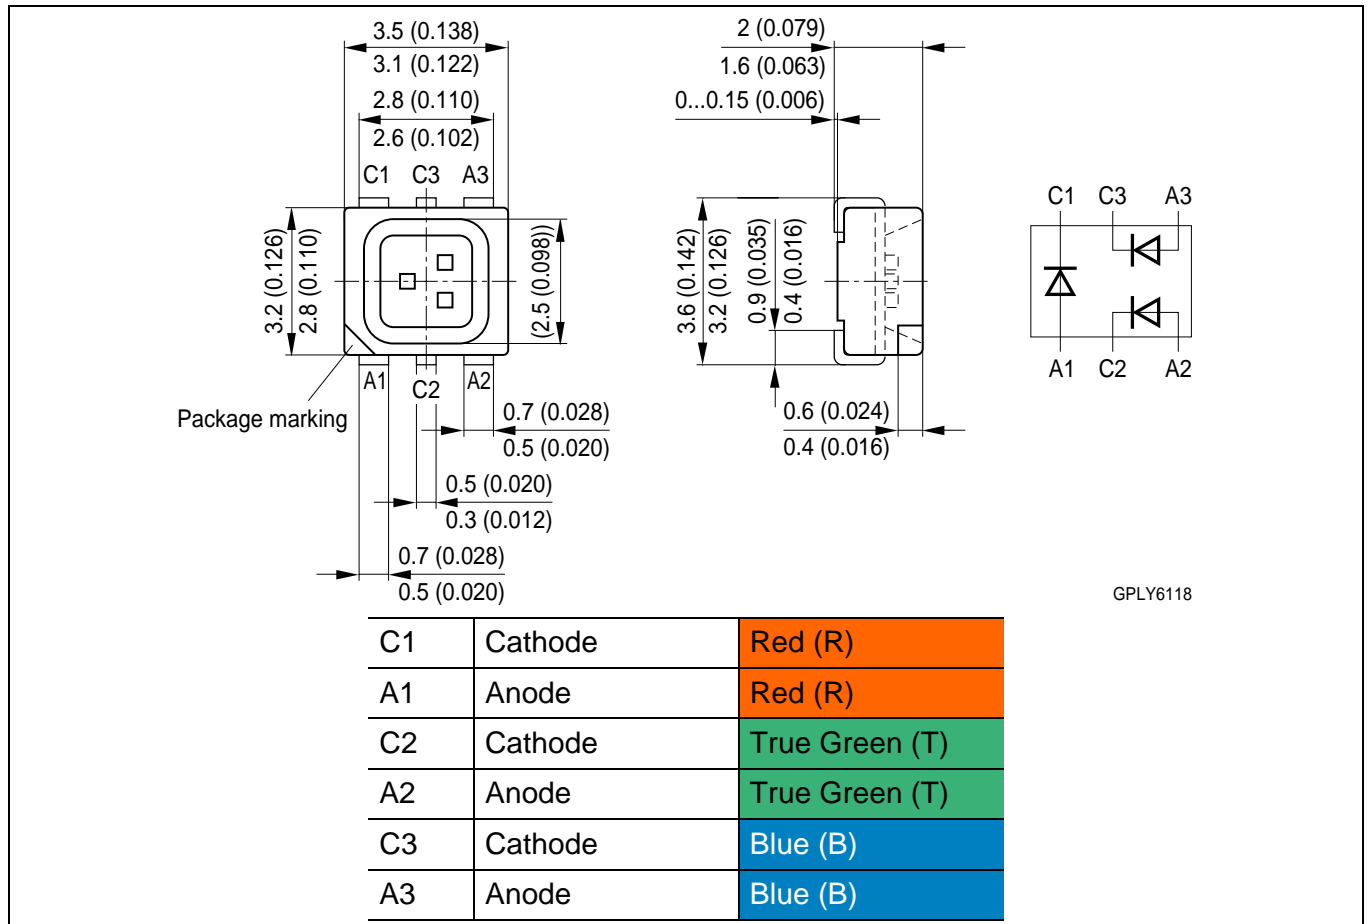 3.5 (0.138)
3.1 (0.122)
2.8 (0.110)
2.6 (0.102)
C1 C3 A3
3.2 (0.126)
2.8 (0.110)
(2.5 (0.098))
A1 C2 A2
Package marking
0.7 (0.028)
0.5 (0.020)
0.5 (0.020)
0.3 (0.012)
0.7 (0.028)
0.5 (0.020)
2 (0.079)
1.6 (0.063)
0...0.15 (0.006)
3.6 (0.142)
3.2 (0.126)
0.9 (0.035)
0.4 (0.016)
0.6 (0.024)
0.4 (0.016)
C1 C3 A3
A1 C2 A2
GPLY6118
C1 Cathode Red (R)
A1 Anode Red (R)
C2 Cathode True Green (T)
A2 Anode True Green (T)
C3 Cathode Blue (B)
A3 Anode Blue (B)